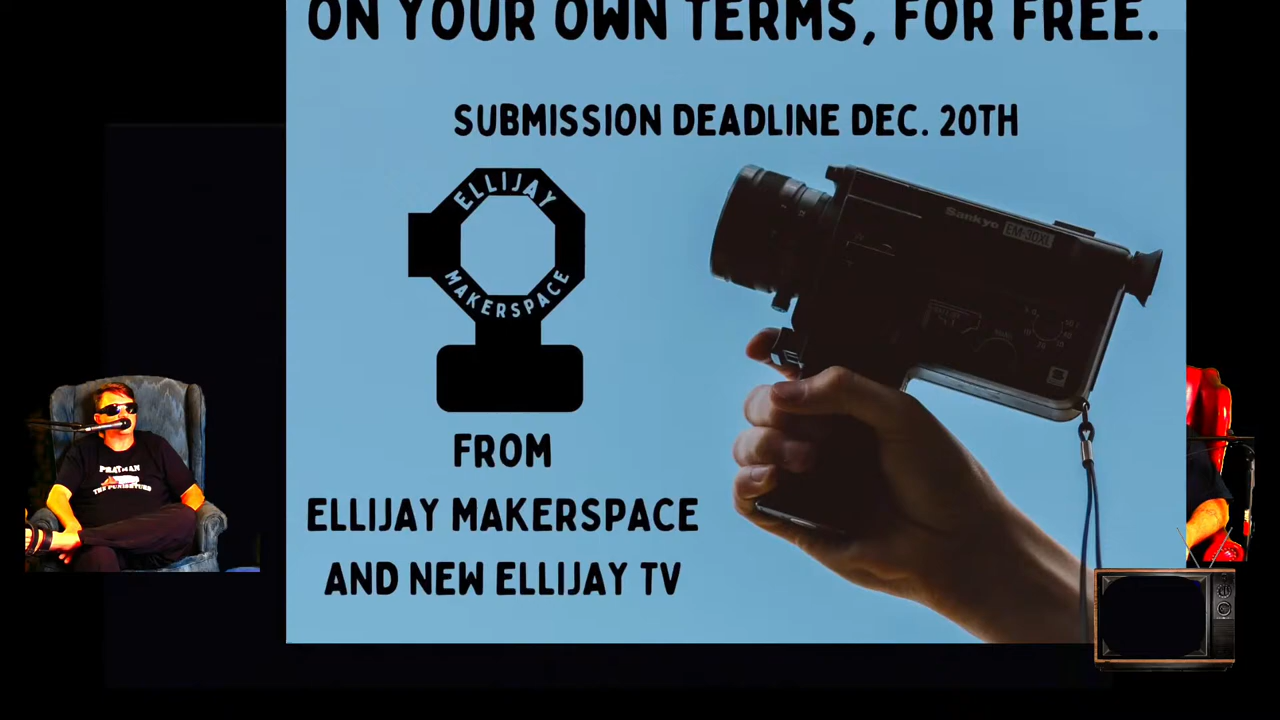 ON YOUR OWN TERMS, FOR FREE.
SUBMISSION DEADLINE DEC. 20TH
ELLIJAY
MAKERSPACE
Sankyo
EM-30XL
FROM
ELLIJAY MAKERSPACE
AND NEW ELLIJAY TV